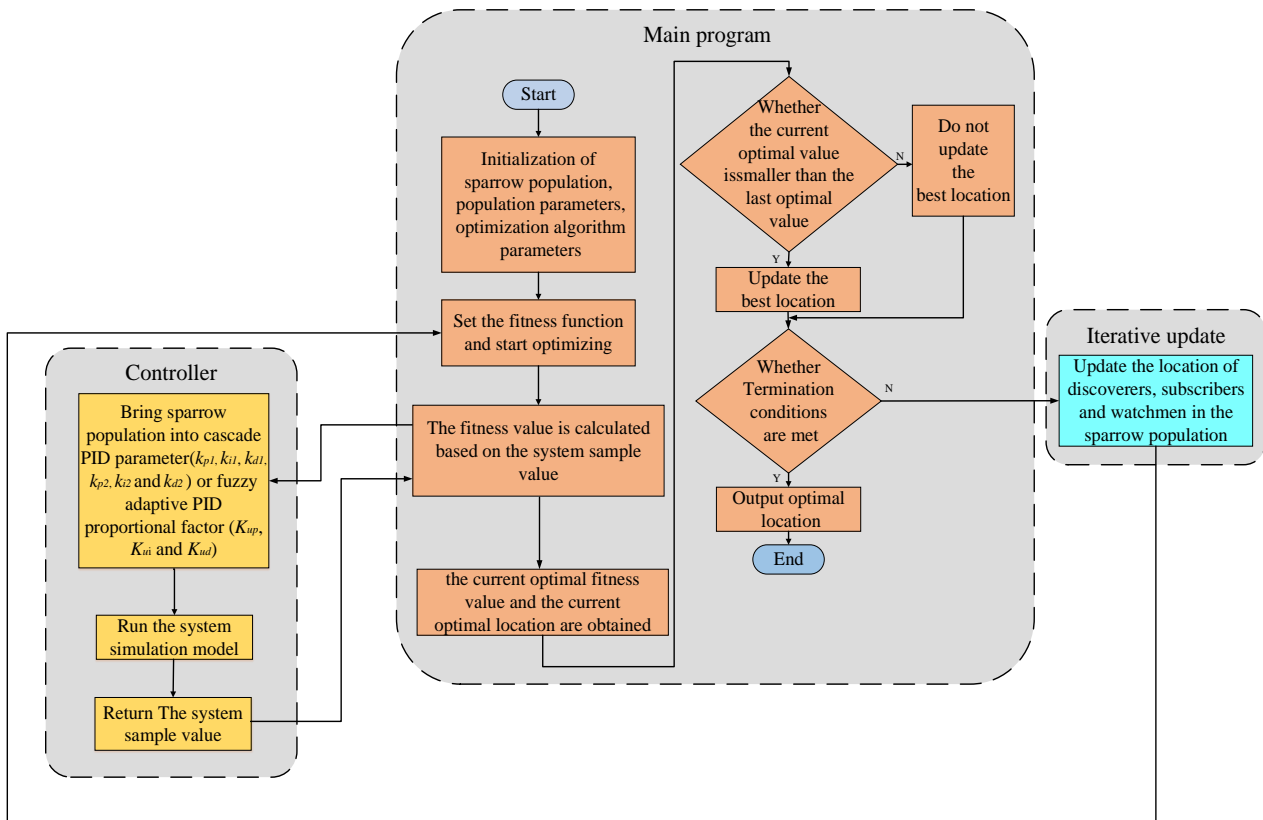 Main program
Start
Initialization of
sparrow population,
population parameters,
optimization algorithm
parameters
Set the fitness function
and start optimizing
The fitness value is calculated
based on the system sample
value
the current optimal fitness
value and the current
optimal location are obtained
Whether
the current
optimal value
issmaller than the
last optimal
value
N
Do not
update
the
best location
Y
Update the
best location
Whether
Termination
conditions
are met
N
Y
Output optimal
location
End
Controller
Bring sparrow
population into cascade
PID parameter(kp1, ki1, kd1,
kp2, ki2 and kd2 ) or fuzzy
adaptive PID
proportional factor (Kup,
Kui and Kud)
Run the system
simulation model
Return The system
sample value
Iterative update
Update the location of
discoverers, subscribers
and watchmen in the
sparrow population